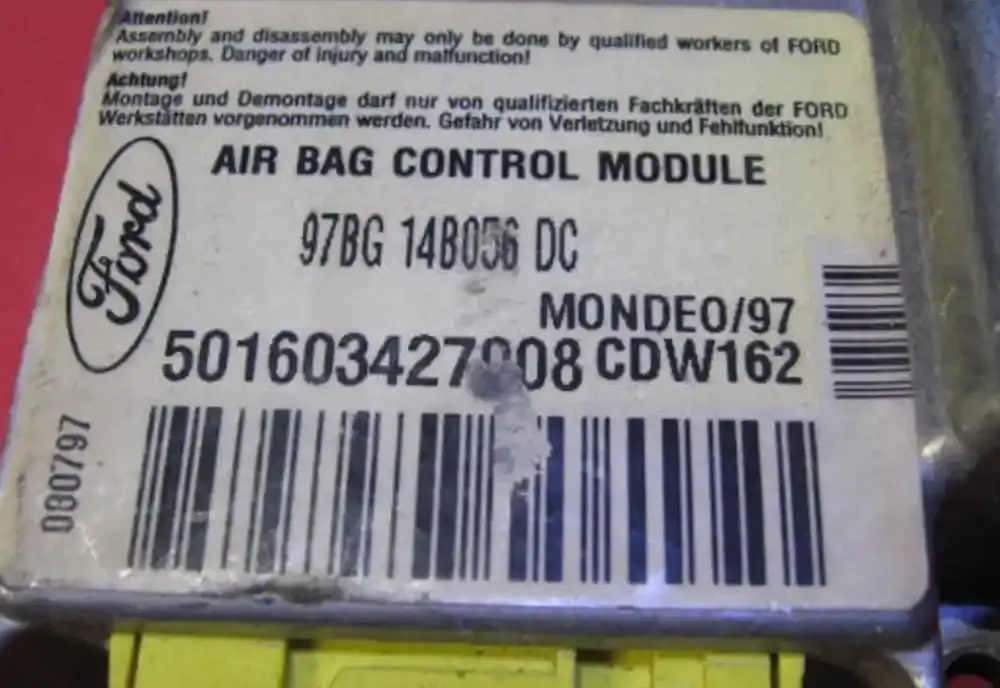 Attention!
Assembly and disassembly may only be done by qualified workers of FORD
workshops. Danger of injury and malfunction!
Achtung!
Montage und Demontage darf nur von qualifizierten Fachkräften der FORD
Werkstätten vorgenommen werden. Gefahr von Verletzung und Fehlfunktion!
AIR BAG CONTROL MODULE
Ford
97BG 14B056 DC
MONDEO/97
CDW162
080797